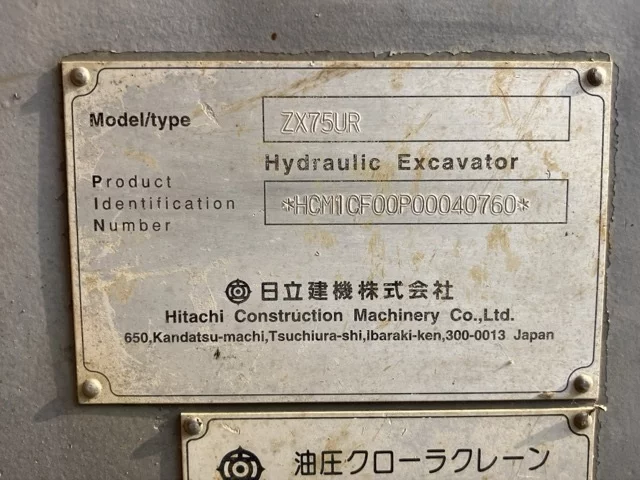 Model/type ZX75UR
Hydraulic Excavator
Product
Identification
Number
*HCM1CF00P00040760*
日立建機株式会社
Hitachi Construction Machinery Co.,Ltd.
650,Kandatsu-machi,Tsuchiura-shi,Ibaraki-ken,300-0013 Japan
油圧クローラクレーン